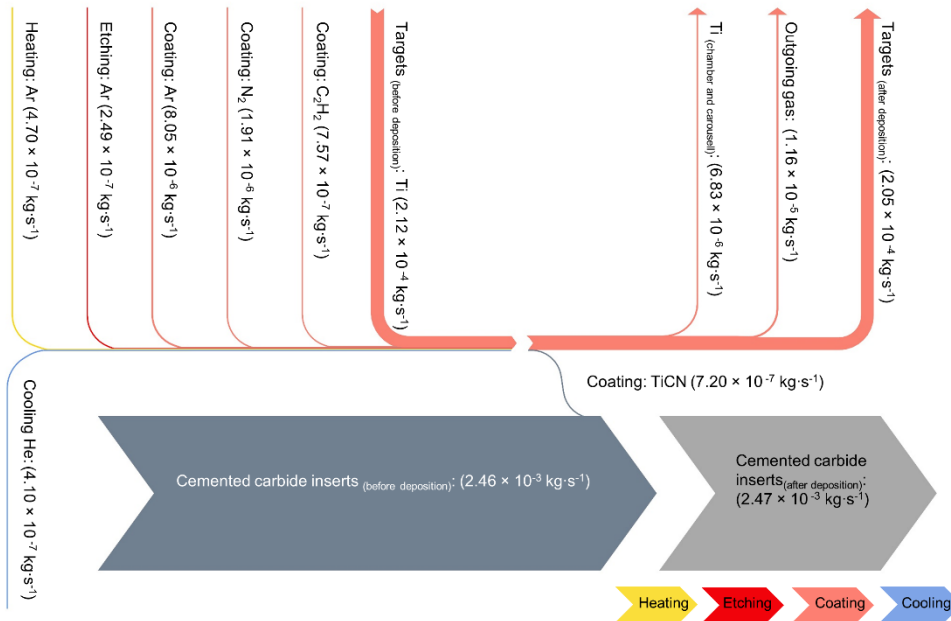 Heating: Ar (4.70 × 10⁻⁷ kg·s⁻¹)
Etching: Ar (2.49 × 10⁻⁷ kg·s⁻¹)
Coating: Ar (8.05 × 10⁻⁶ kg·s⁻¹)
Coating: N₂ (1.91 × 10⁻⁶ kg·s⁻¹)
Coating: C₂H₂ (7.57 × 10⁻⁷ kg·s⁻¹)
Targets (before deposition): Ti (2.12 × 10⁻⁴ kg·s⁻¹)
Ti (chamber and carousell): (6.83 × 10⁻⁶ kg·s⁻¹)
Outgoing gas: (1.16 × 10⁻⁵ kg·s⁻¹)
Targets (after deposition): (2.05 × 10⁻⁴ kg·s⁻¹)
Cooling He: (4.10 × 10⁻⁷ kg·s⁻¹)
Coating: TiCN (7.20 × 10⁻⁷ kg·s⁻¹)
Cemented carbide inserts (before deposition): (2.46 × 10⁻³ kg·s⁻¹)
Cemented carbide
inserts(after deposition):
(2.47 × 10⁻³ kg·s⁻¹)
Heating
Etching
Coating
Cooling